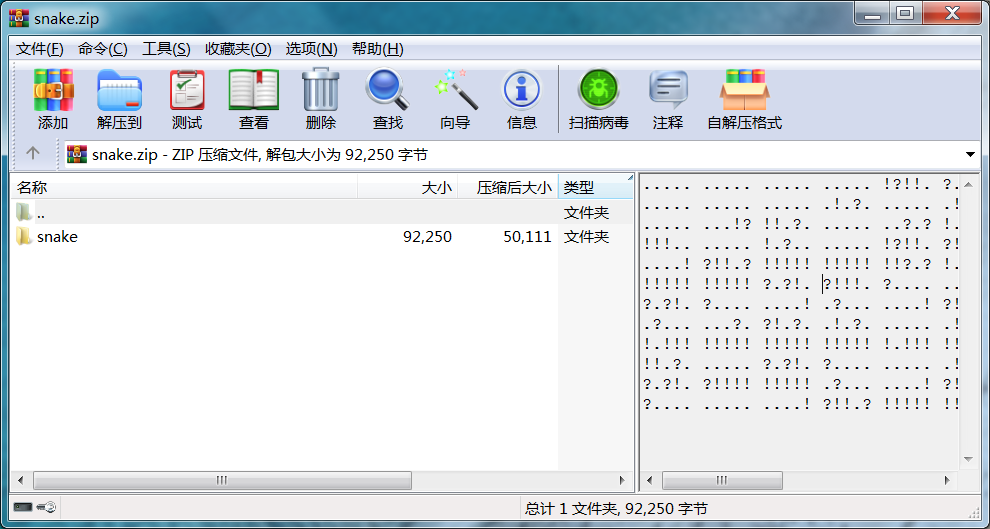 snake.zip
文件(F) 命令(C) 工具(S) 收藏夹(O) 选项(N) 帮助(H)
添加 解压到 测试 查看 删除 查找 向导 信息 扫描病毒 注释 自解压格式
snake.zip - ZIP 压缩文件, 解包大小为 92,250 字节
名称 大小 压缩后大小 类型
.. 文件夹
snake 92,250 50,111 文件夹
..... ..... ..... ..... !?!!. ?.
..... ..... ..... .!.?. ..... .!
..... ...!? !!.?. ..... ..?.? !.
!!!.. ..... !.?.. ..... !?!!. ?!
....! ?!!.? !!!!! !!!!! !!?.? !.
!!!!! !!!!! ?.?!. ?!!!. ?.... ..
?.?!. ?.... ....! .?... ....! ?!
.?... ...?. ?!.?. .!.?. ..... .!
!.!!! !!!!! !!!!! !!!!! !.... !!
!!.?. ..... ?.?!. ?.... ..... .!
?.?!. ?!!!! !!!!! .?... ....! ?!
?.... ..... ....! ?!!.? !!!!! !!
总计 1 文件夹, 92,250 字节